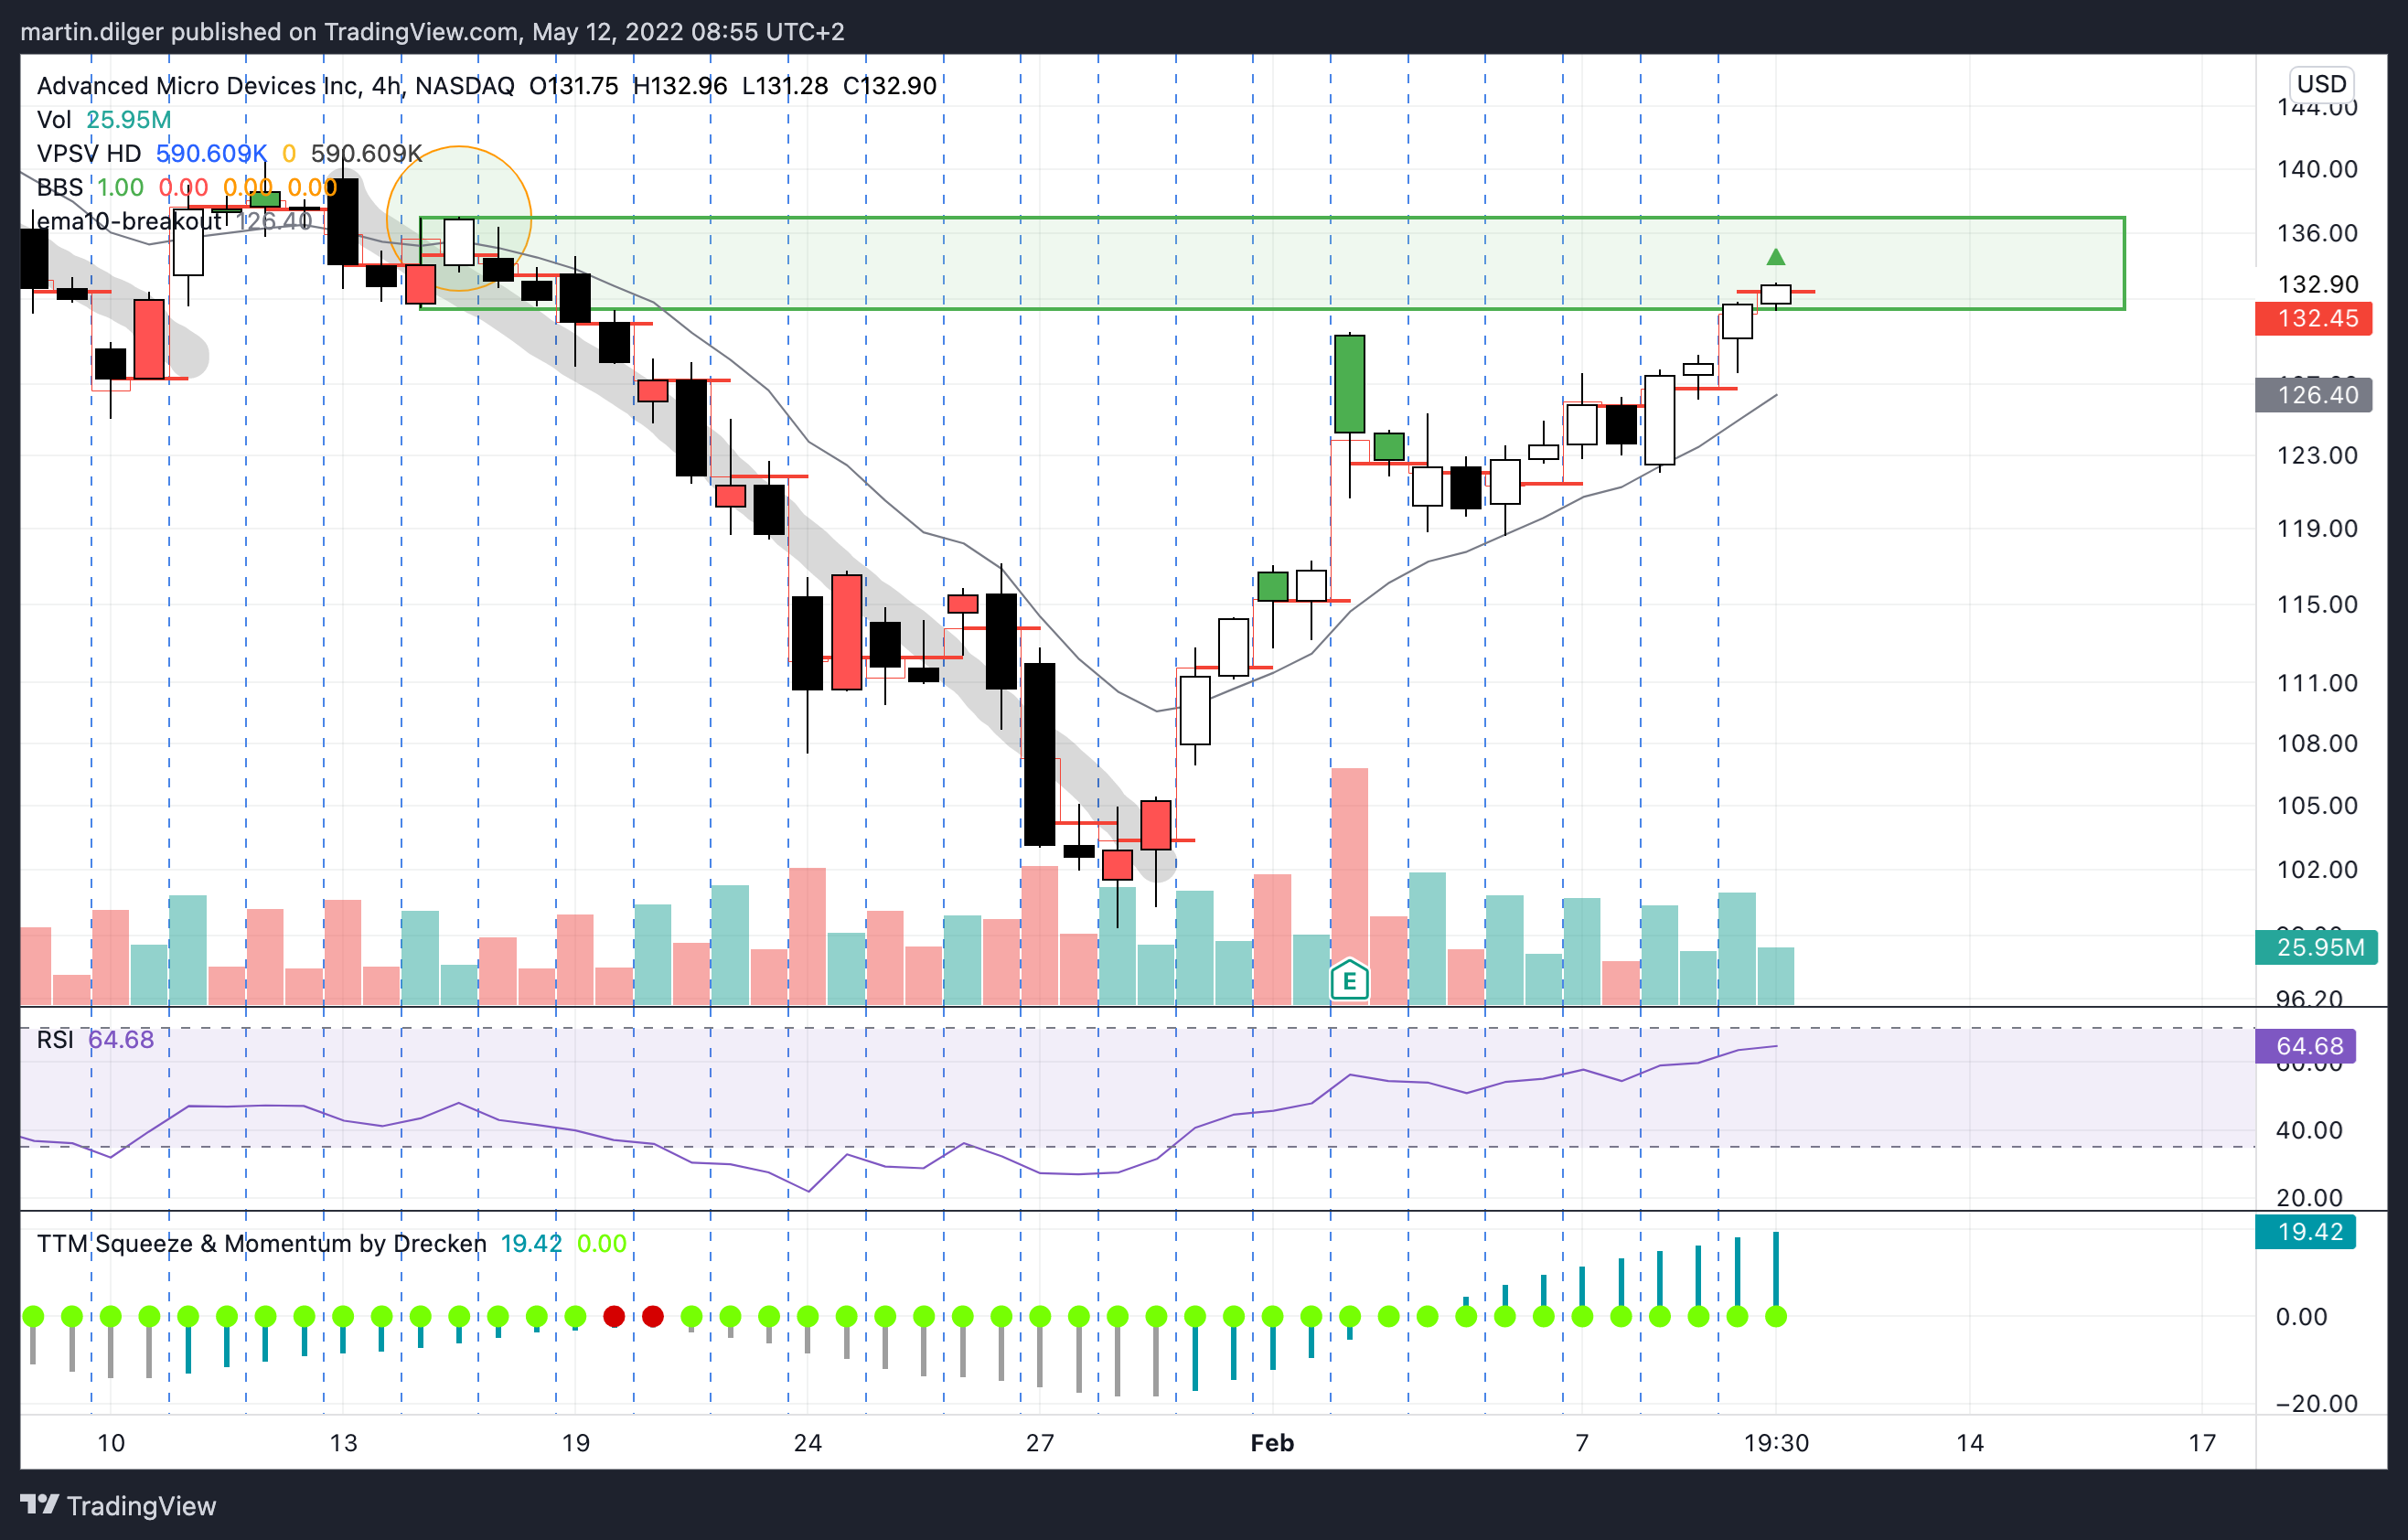 martin.dilger published on TradingView.com, May 12, 2022 08:55 UTC+2
Advanced Micro Devices Inc, 4h, NASDAQ O131.75 H132.96 L131.28 C132.90
Vol 25.95M
VPSV HD 590.609K 0 590.609K
BBS 1.00 0.00 0.00 0.00
ema10-breakout 126.40
USD
144.00
140.00
136.00
132.90
132.45
126.40
123.00
119.00
115.00
111.00
108.00
105.00
102.00
25.95M
96.20
E
RSI 64.68
64.68
60.00
40.00
20.00
TTM Squeeze & Momentum by Drecken 19.42 0.00
19.42
0.00
−20.00
10 13 19 24 27 Feb 7 19:30 14 17
TradingView